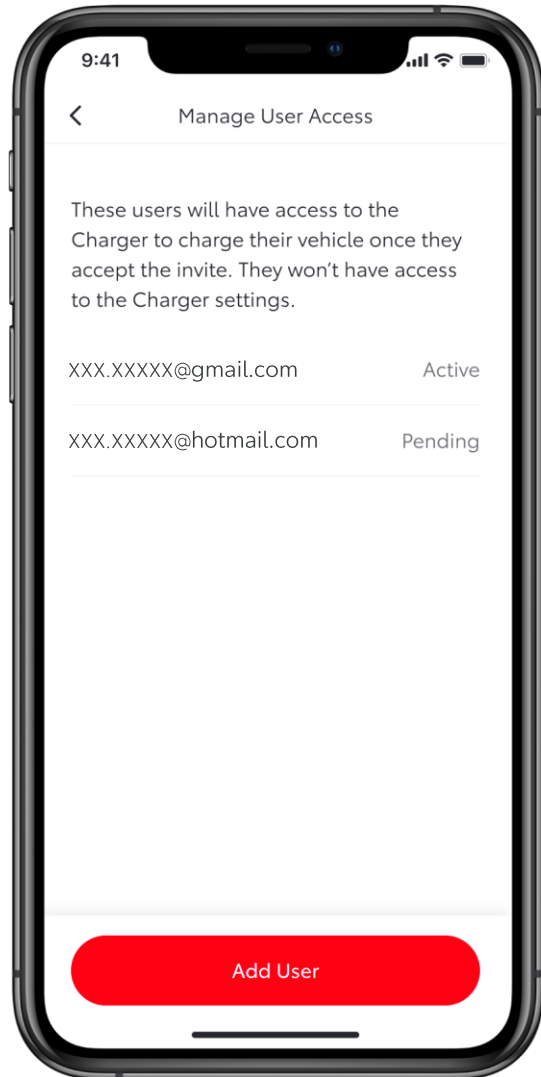 9:41
Manage User Access
These users will have access to the
Charger to charge their vehicle once they
accept the invite. They won’t have access
to the Charger settings.
XXX.XXXXX@gmail.com Active
XXX.XXXXX@hotmail.com Pending
Add User